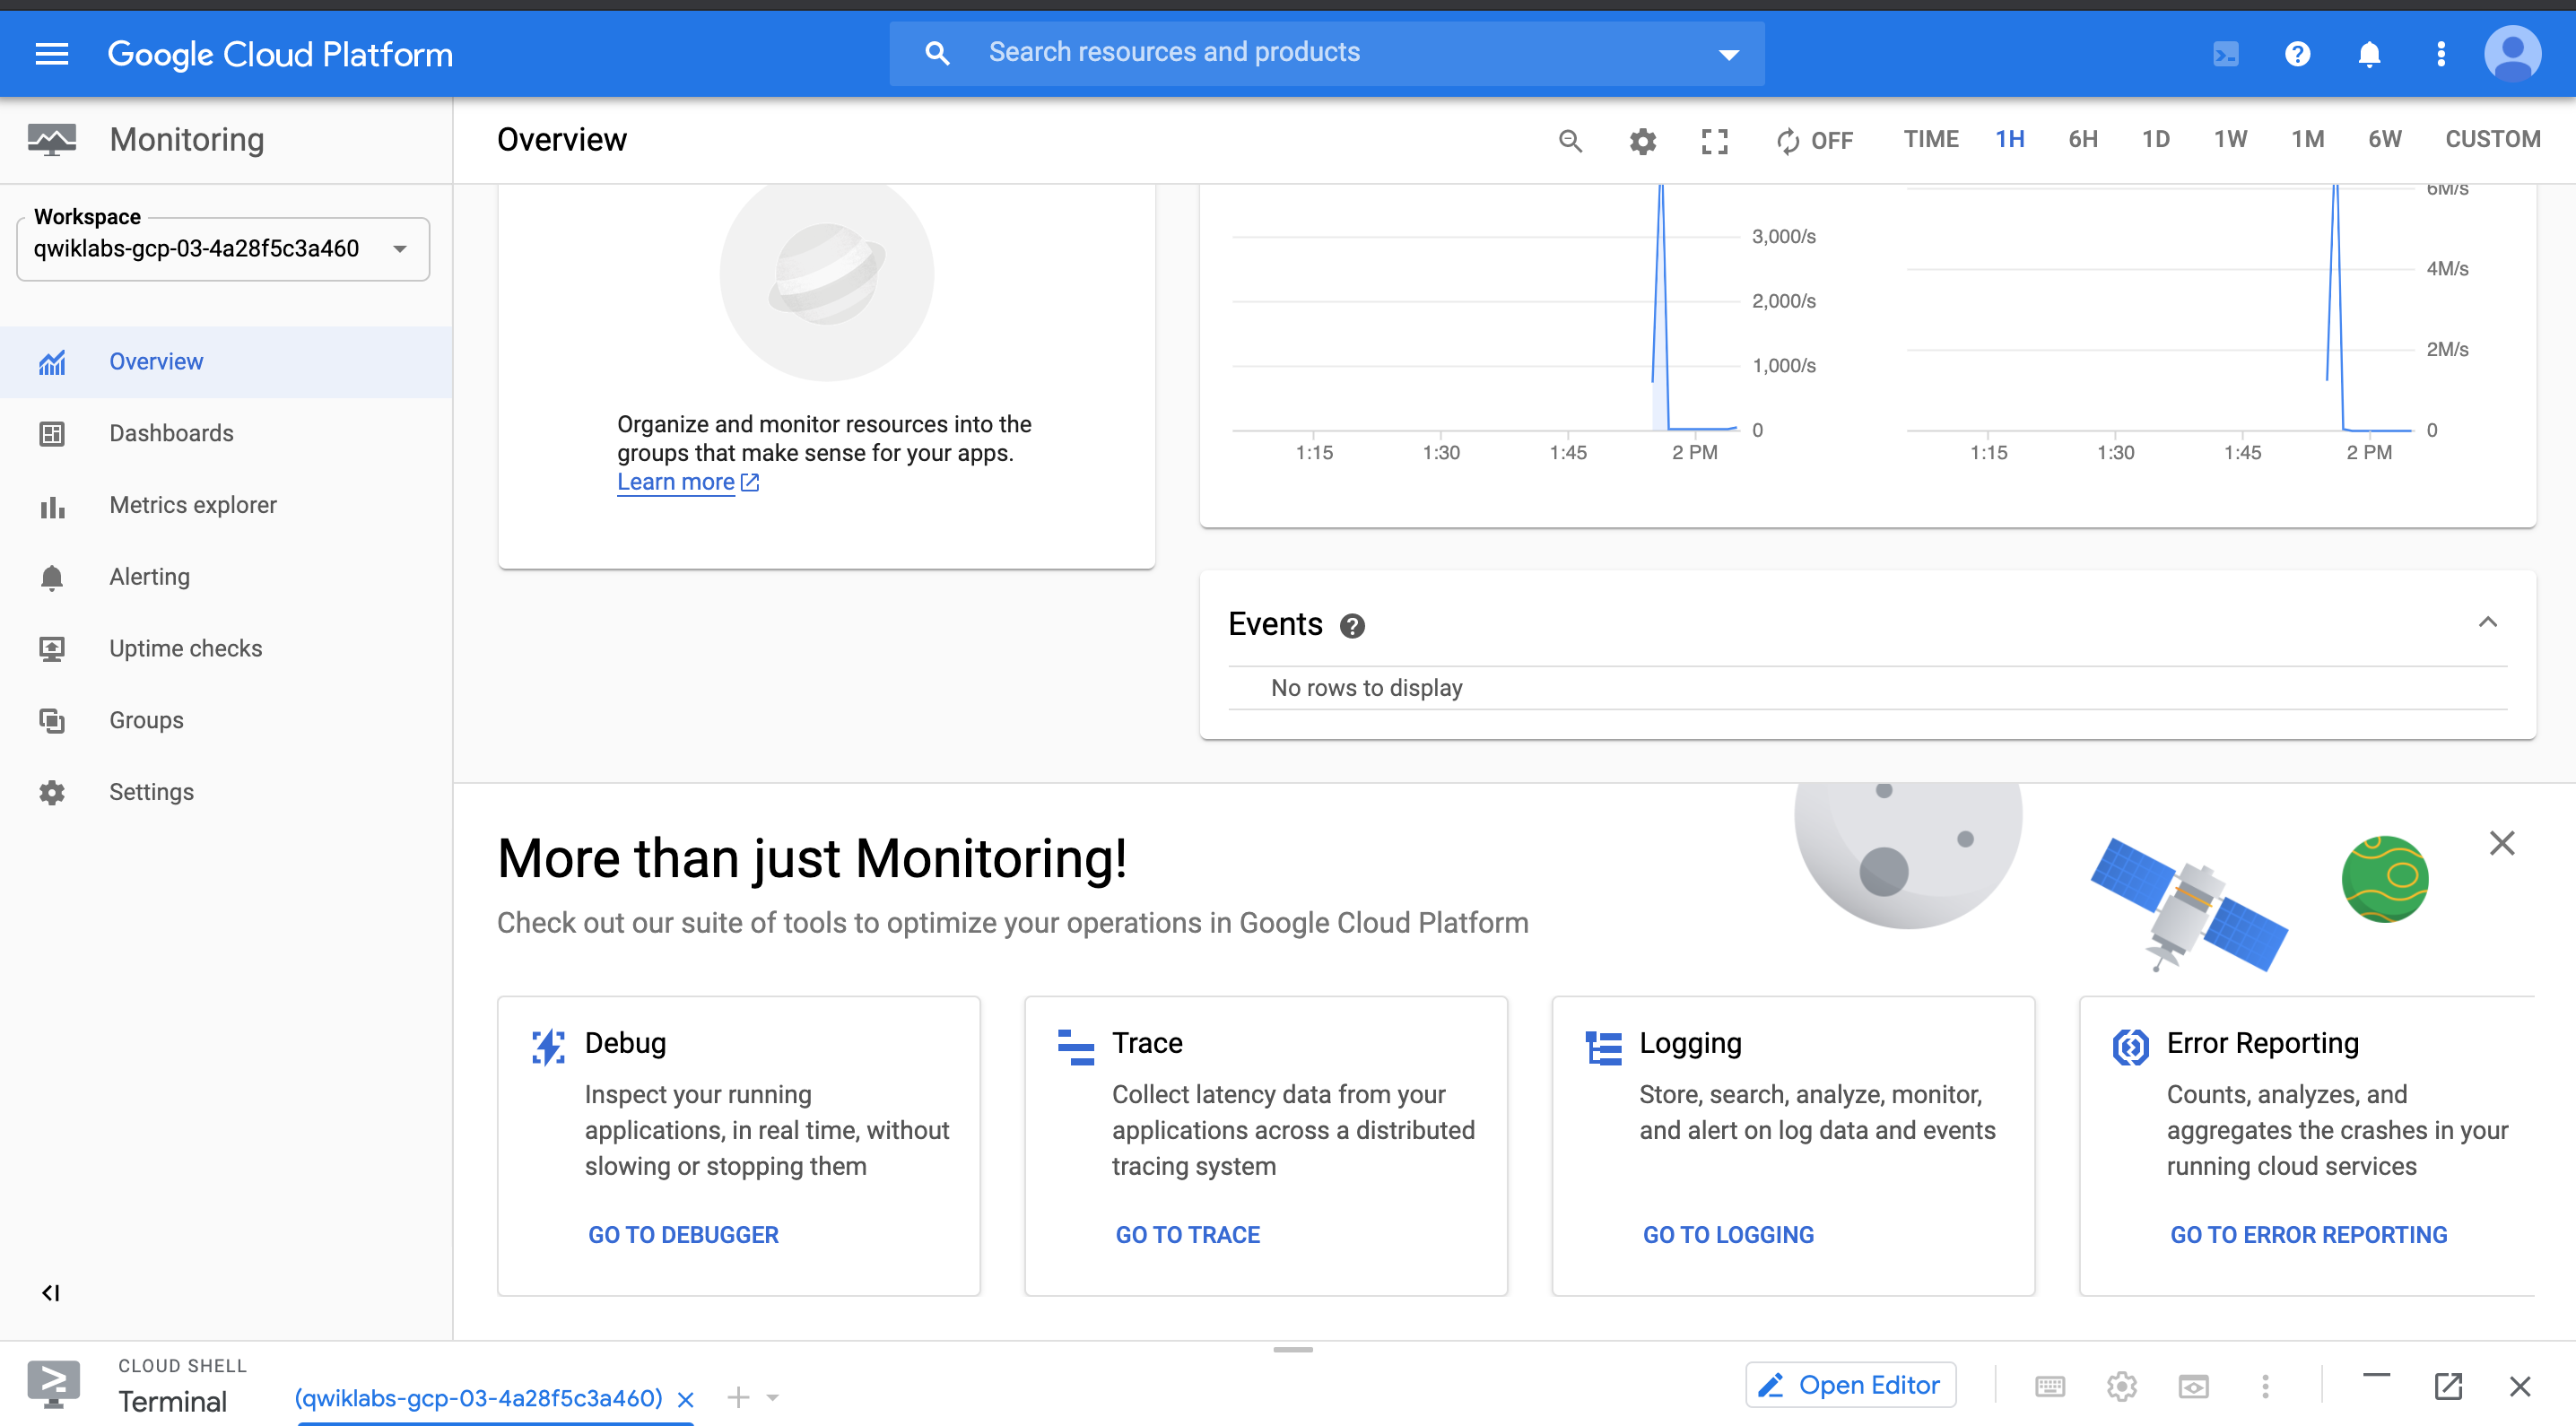 Google Cloud Platform
Search resources and products
Monitoring
Overview
OFF
TIME
1H
6H
1D
1W
1M
6W
CUSTOM
Workspace
qwiklabs-gcp-03-4a28f5c3a460
Overview
Dashboards
Metrics explorer
Alerting
Uptime checks
Groups
Settings
Organize and monitor resources into the
groups that make sense for your apps.
Learn more
3,000/s
2,000/s
1,000/s
0
1:15
1:30
1:45
2 PM
6M/s
4M/s
2M/s
0
1:15
1:30
1:45
2 PM
Events
No rows to display
More than just Monitoring!
Check out our suite of tools to optimize your operations in Google Cloud Platform
Debug
Inspect your running
applications, in real time, without
slowing or stopping them
GO TO DEBUGGER
Trace
Collect latency data from your
applications across a distributed
tracing system
GO TO TRACE
Logging
Store, search, analyze, monitor,
and alert on log data and events
GO TO LOGGING
Error Reporting
Counts, analyzes, and
aggregates the crashes in your
running cloud services
GO TO ERROR REPORTING
CLOUD SHELL
Terminal
(qwiklabs-gcp-03-4a28f5c3a460)
Open Editor